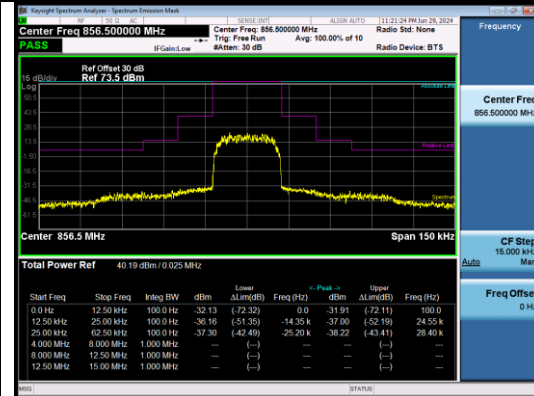 Keysight Spectrum Analyzer - Spectrum Emission Mask
RF 50 Ω AC SENSE:INT ALIGN AUTO 11:21:24 PM Jun 29, 2024
Center Freq 856.500000 MHz Center Freq: 856.500000 MHz Radio Std: None
Trig: Free Run Avg: 100.00% of 10
PASS IFGain:Low #Atten: 30 dB Radio Device: BTS
Ref Offset 30 dB
15 dB/div Ref 73.5 dBm
Log
58.5
43.5
28.5
13.5
-1.50
-16.5
-31.5
-46.5
-61.5
Absolute Limit
Relative Limit
Spectrum
Center 856.5 MHz Span 150 kHz
Total Power Ref 40.19 dBm / 0.025 MHz
Lower <- Peak -> Upper
Start Freq Stop Freq Integ BW dBm ΔLim(dB) Freq (Hz) dBm ΔLim(dB) Freq (Hz)
0.0 Hz 12.50 kHz 100.0 Hz -32.13 (-72.32) 0.0 -31.91 (-72.11) 100.0
12.50 kHz 25.00 kHz 100.0 Hz -36.16 (-51.35) -14.35 k -37.00 (-52.19) 24.55 k
25.00 kHz 62.50 kHz 100.0 Hz -37.30 (-42.49) -25.20 k -38.22 (-43.41) 28.40 k
4.000 MHz 8.000 MHz 1.000 MHz --- (---) --- --- (---) ---
8.000 MHz 12.50 MHz 1.000 MHz --- (---) --- --- (---) ---
12.50 MHz 15.00 MHz 1.000 MHz --- (---) --- --- (---) ---
MSG STATUS
Frequency
Center Freq
856.500000 MHz
CF Step
15.000 kHz
Auto Man
Freq Offset
0 Hz